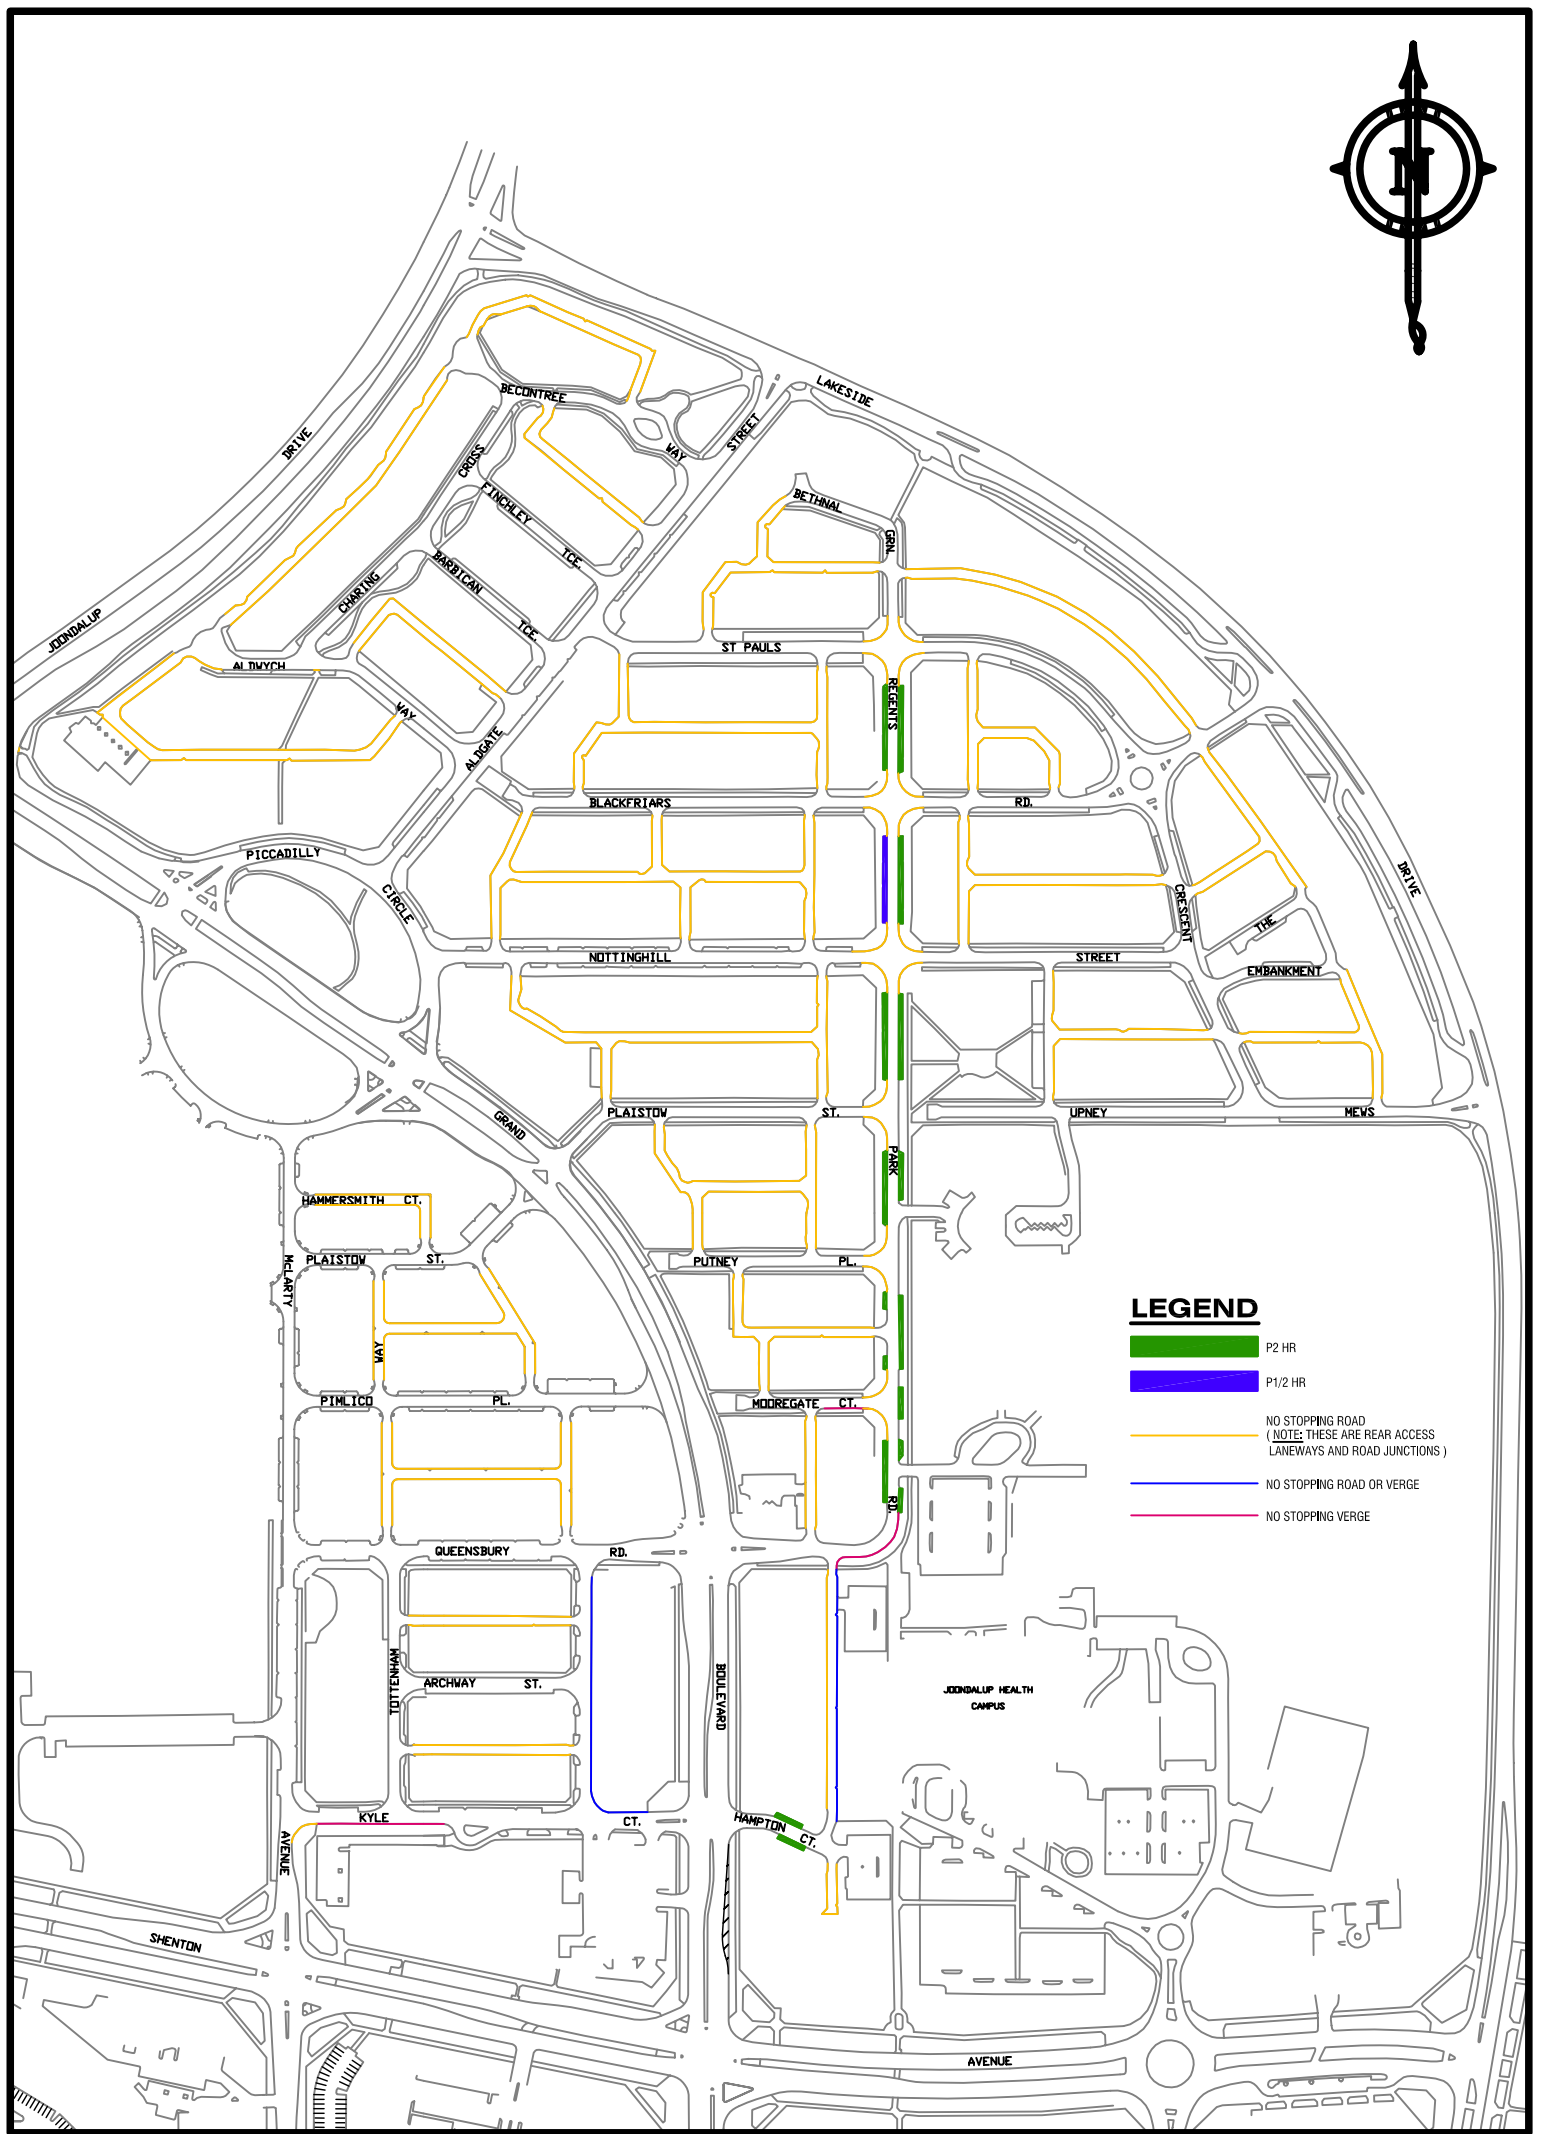 N
LAKESIDE
BECONTREE
DRIVE
STREET
CROSS
WAY
FINCHLEY
BETHNAL
GRN.
TCE.
BARBICAN
CHARING
JOONDALUP
TCE.
ST PAULS
ALDWYCH
REGENTS
WAY
ALDGATE
BLACKFRIARS
RD.
PICCADILLY
DRIVE
CIRCLE
CRESCENT
THE
NOTTINGHILL
STREET
EMBANKMENT
GRAND
PLAISTOW
ST.
UPNEY
MEWS
PARK
HAMMERSMITH CT.
PLAISTOW
ST.
McLARTY
PUTNEY
PL.
LEGEND
P2 HR
WAY
P1/2 HR
PIMLICO
PL.
MOOREGATE
CT.
NO STOPPING ROAD
( NOTE: THESE ARE REAR ACCESS
LANEWAYS AND ROAD JUNCTIONS )
NO STOPPING ROAD OR VERGE
RD.
NO STOPPING VERGE
QUEENSBURY
RD.
TOTTENHAM
ARCHWAY
ST.
BOULEVARD
JOONDALUP HEALTH
CAMPUS
KYLE
CT.
HAMPTON
CT.
AVENUE
SHENTON
AVENUE